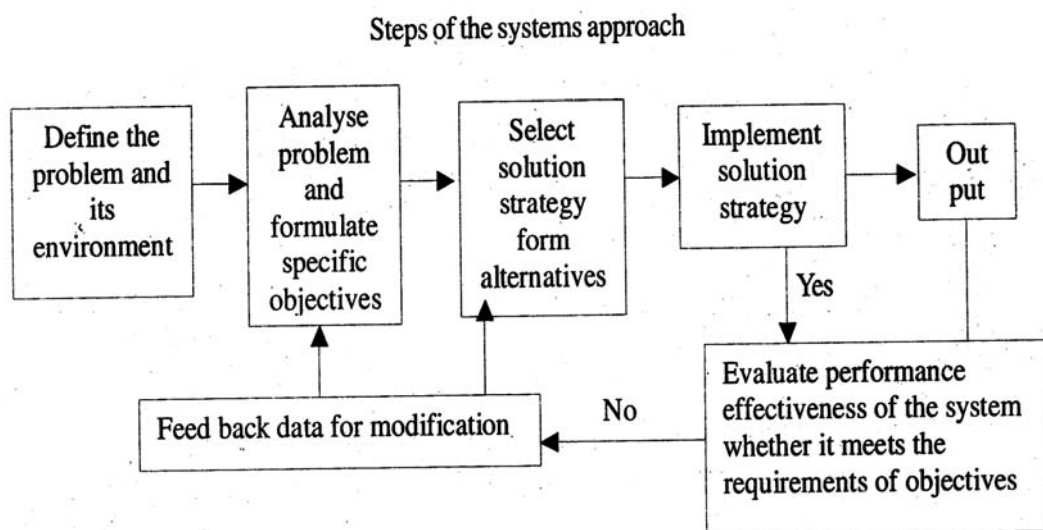 Steps of the systems approach
Define the
problem and
its
environment
Analyse
problem
and
formulate
specific
objectives
Select
solution
strategy
form
alternatives
Implement
solution
strategy
Out
put
Yes
Evaluate performance
effectiveness of the system
whether it meets the
requirements of objectives
No
Feed back data for modification